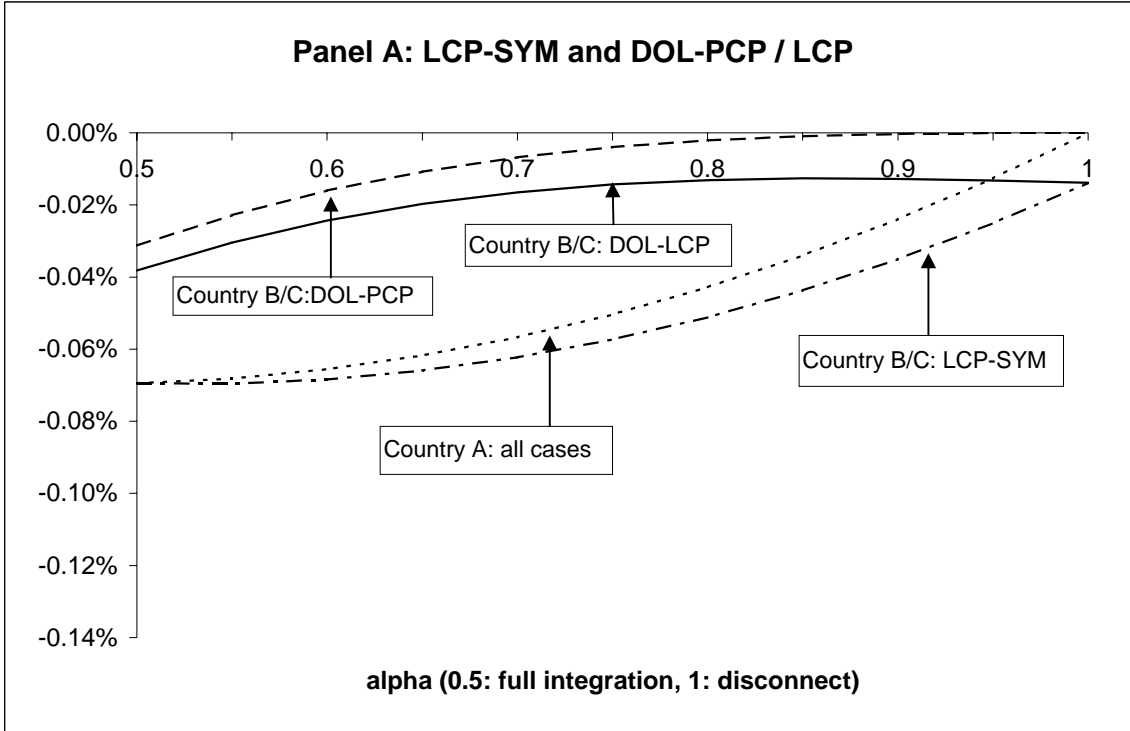 Panel A: LCP-SYM and DOL-PCP / LCP
0.00%
0.5 0.6 0.7 0.8 0.9 1
-0.02%
Country B/C: DOL-LCP
-0.04%
Country B/C:DOL-PCP
-0.06%
Country B/C: LCP-SYM
-0.08%
Country A: all cases
-0.10%
-0.12%
-0.14%
alpha (0.5: full integration, 1: disconnect)